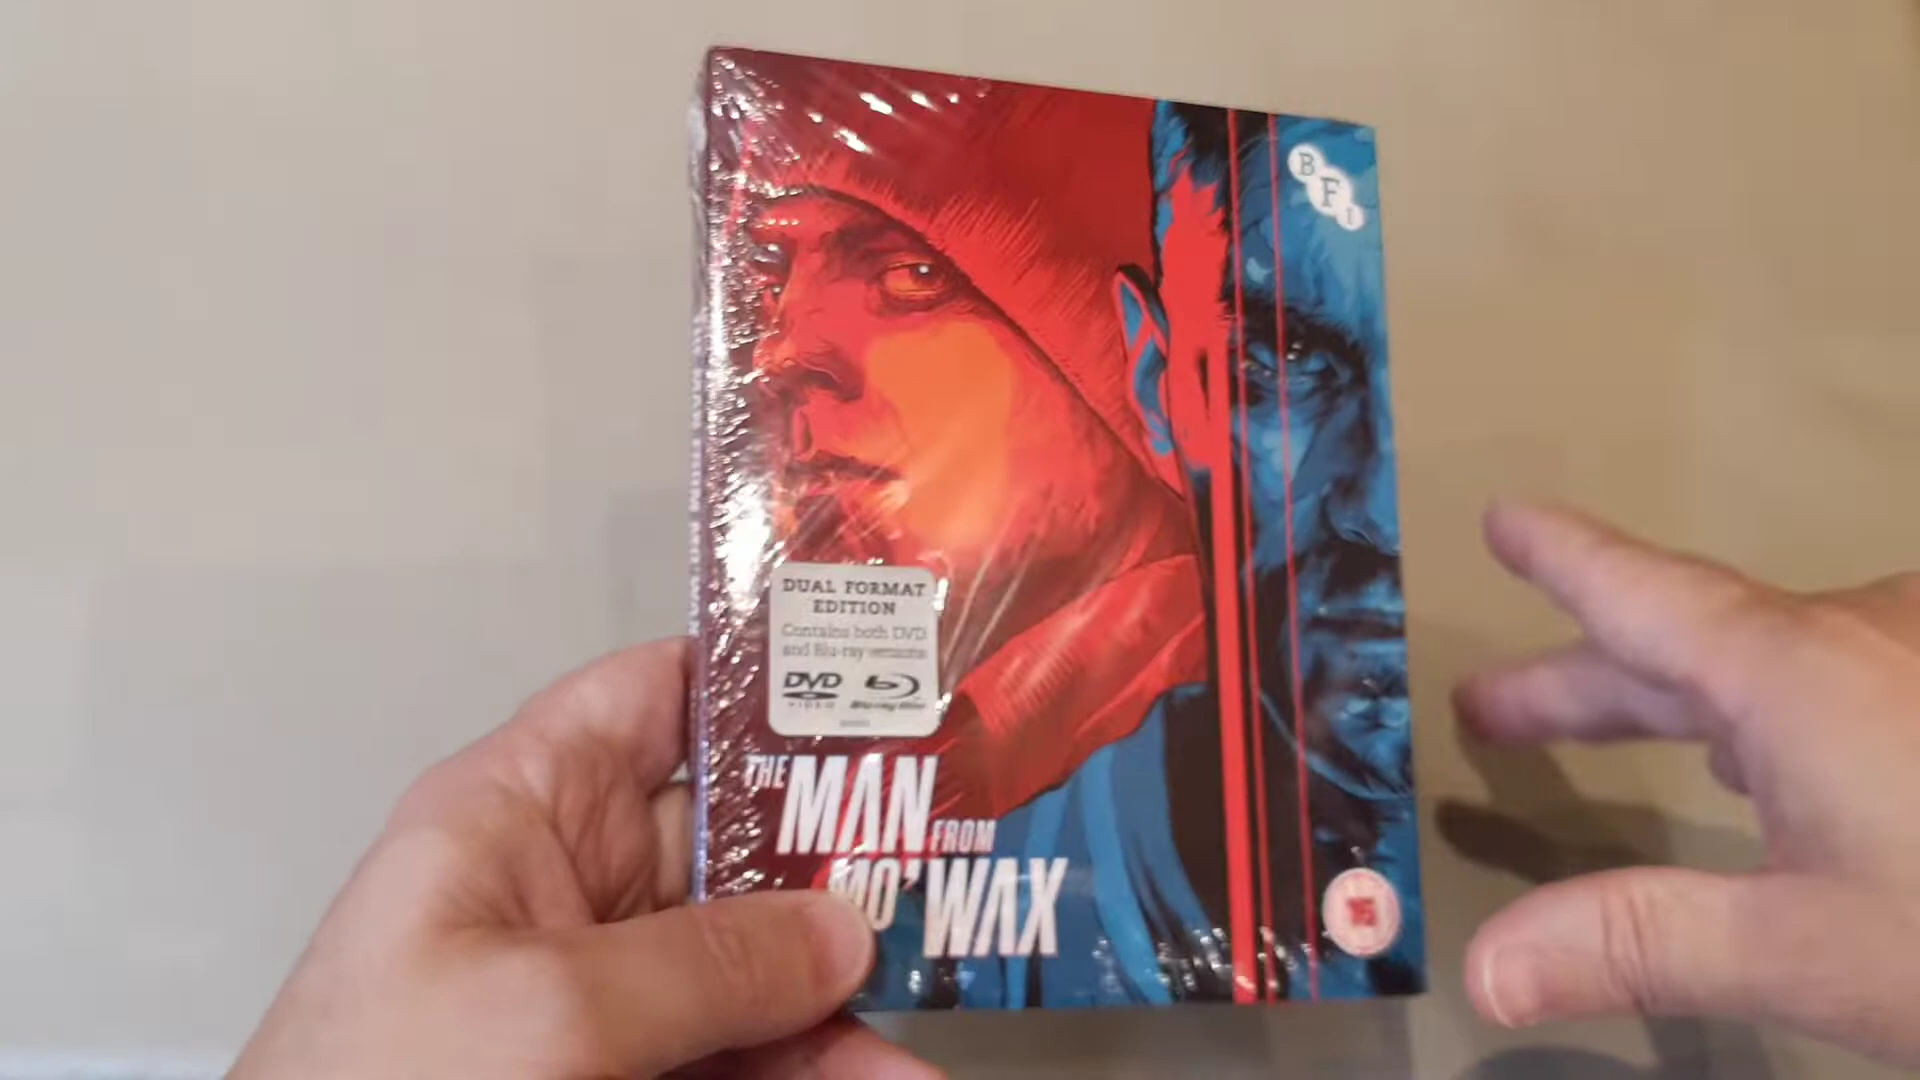 BFI
DUAL FORMAT
EDITION
Contains both DVD
and Blu-ray versions
DVD
VIDEO
Blu-ray Disc
THE MAN FROM
MO' WAX
15